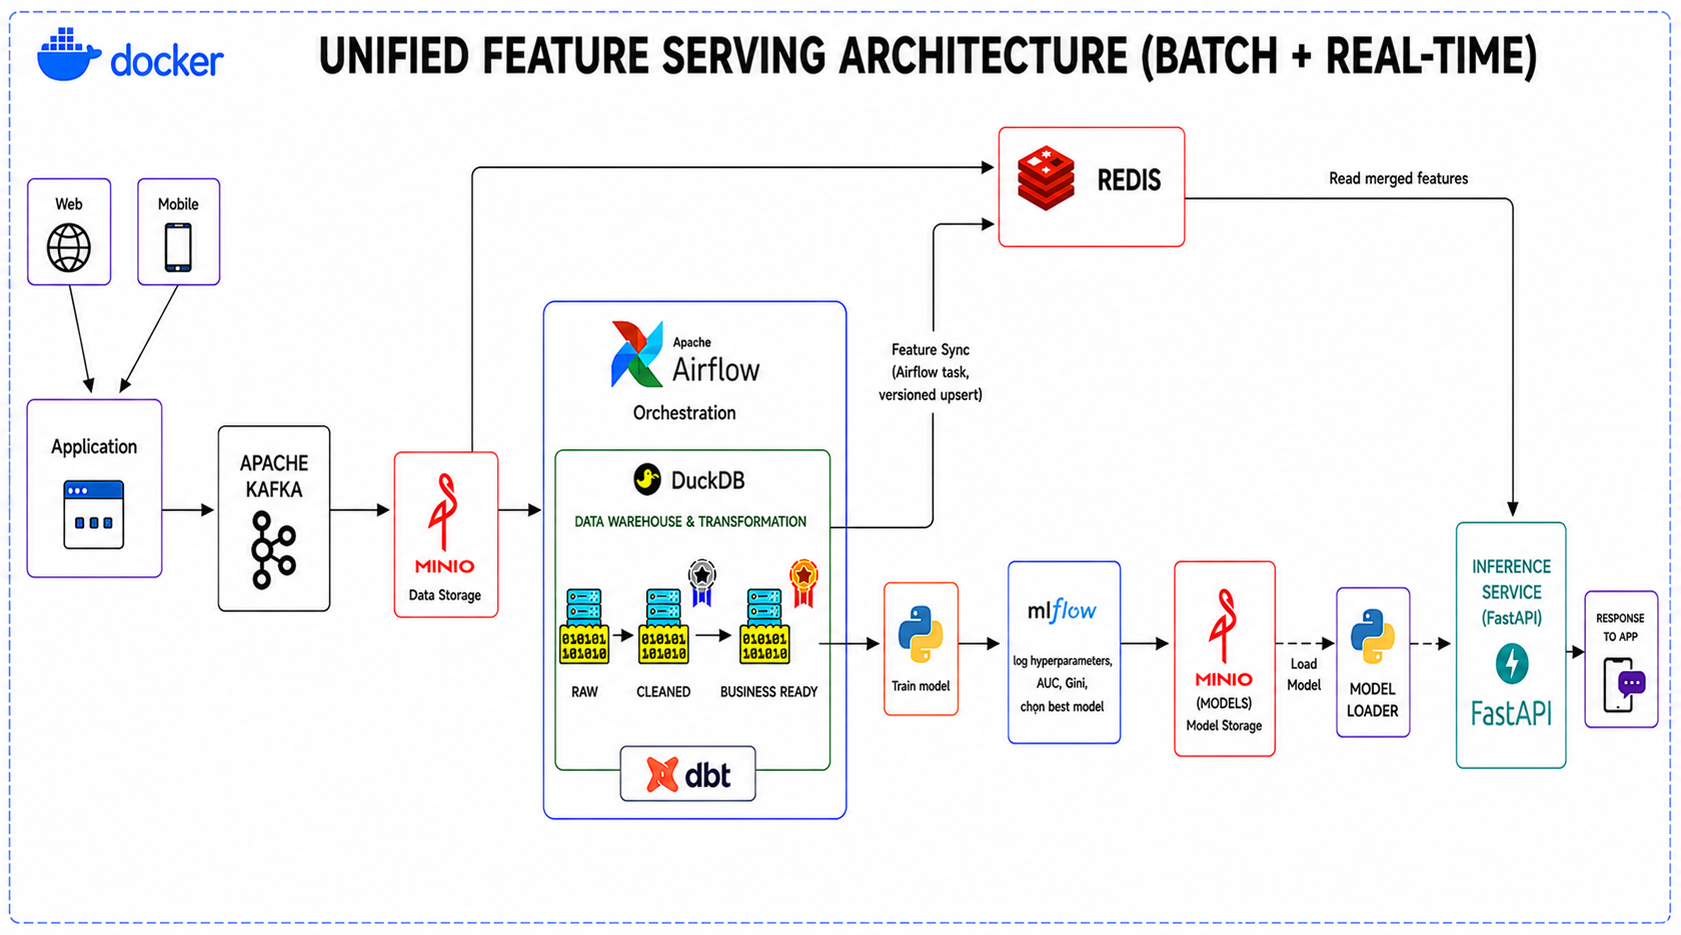 docker
UNIFIED FEATURE SERVING ARCHITECTURE (BATCH + REAL-TIME)
REDIS
Read merged features
Web
Mobile
Apache
Airflow
Orchestration
Feature Sync
(Airflow task,
versioned upsert)
Application
APACHE
KAFKA
MINIO
Data Storage
DuckDB
DATA WAREHOUSE & TRANSFORMATION
010101
101010
010101
101010
010101
101010
RAW
CLEANED
BUSINESS READY
dbt
Train model
mlflow
log hyperparameters,
AUC, Gini,
chọn best model
MINIO
(MODELS)
Model Storage
Load
Model
MODEL
LOADER
INFERENCE
SERVICE
(FastAPI)
FastAPI
RESPONSE
TO APP